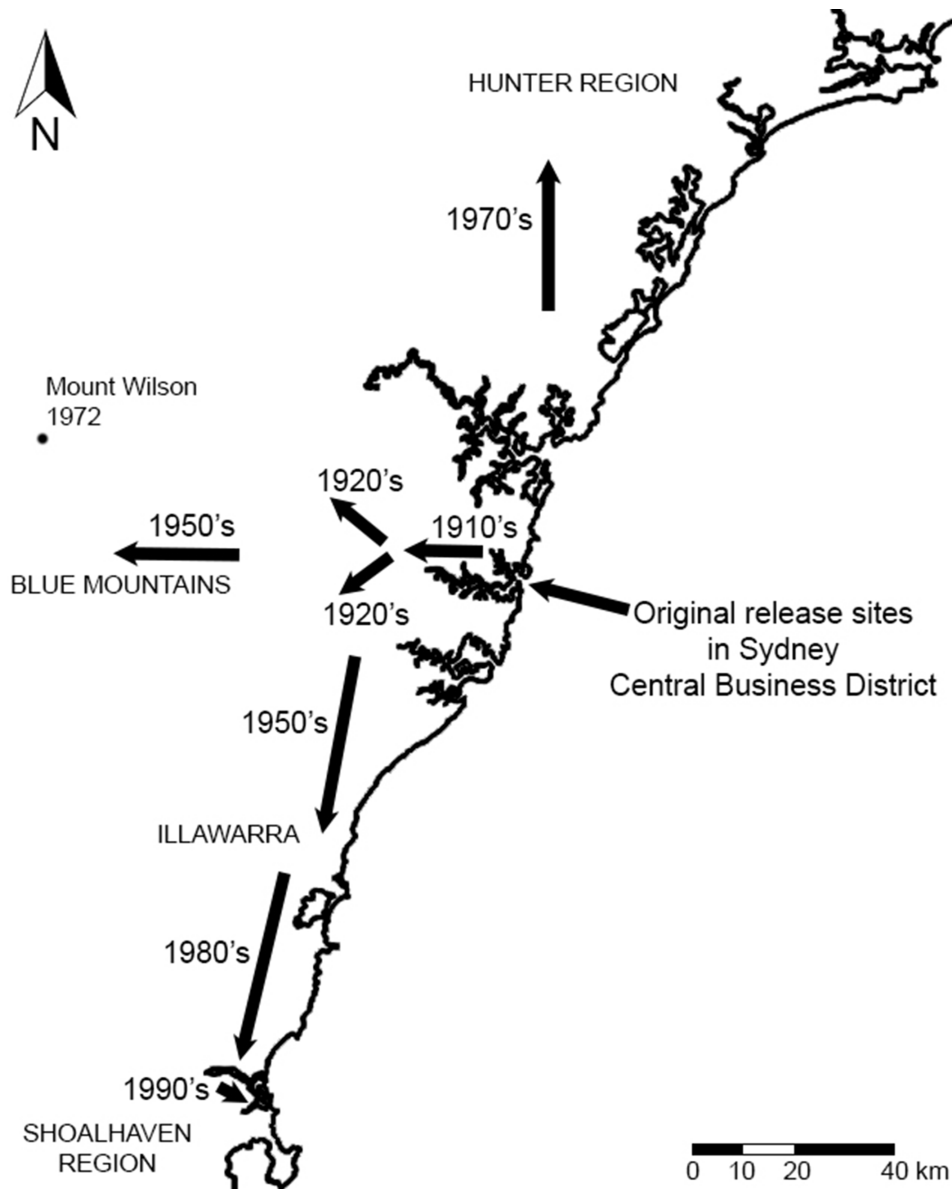 HUNTER REGION
N
1970's
Mount Wilson
1972
1920's
1950's
1910's
BLUE MOUNTAINS
1920's
Original release sites
in Sydney
Central Business District
1950's
ILLAWARRA
1980's
1990's
SHOALHAVEN
REGION
0 10 20 40 km